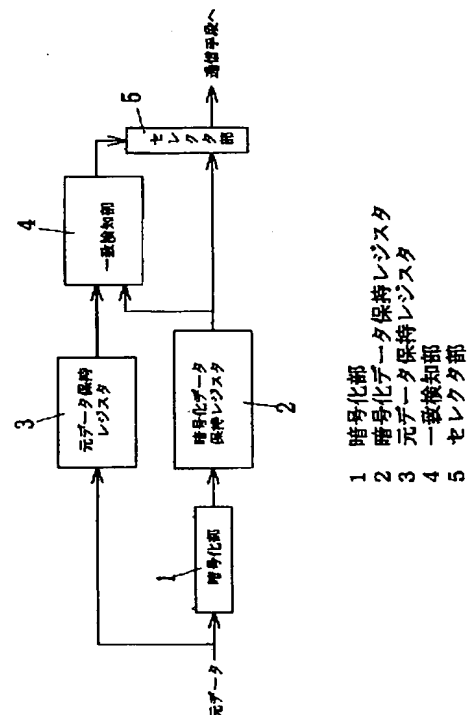 元データ
1
暗号化部
3
元データ保持
レジスタ
暗号化データ
保持レジスタ
2
4
一致検知部
5
セレクタ部
通信手段へ
1 暗号化部
2 暗号化データ保持レジスタ
3 元データ保持レジスタ
4 一致検知部
5 セレクタ部